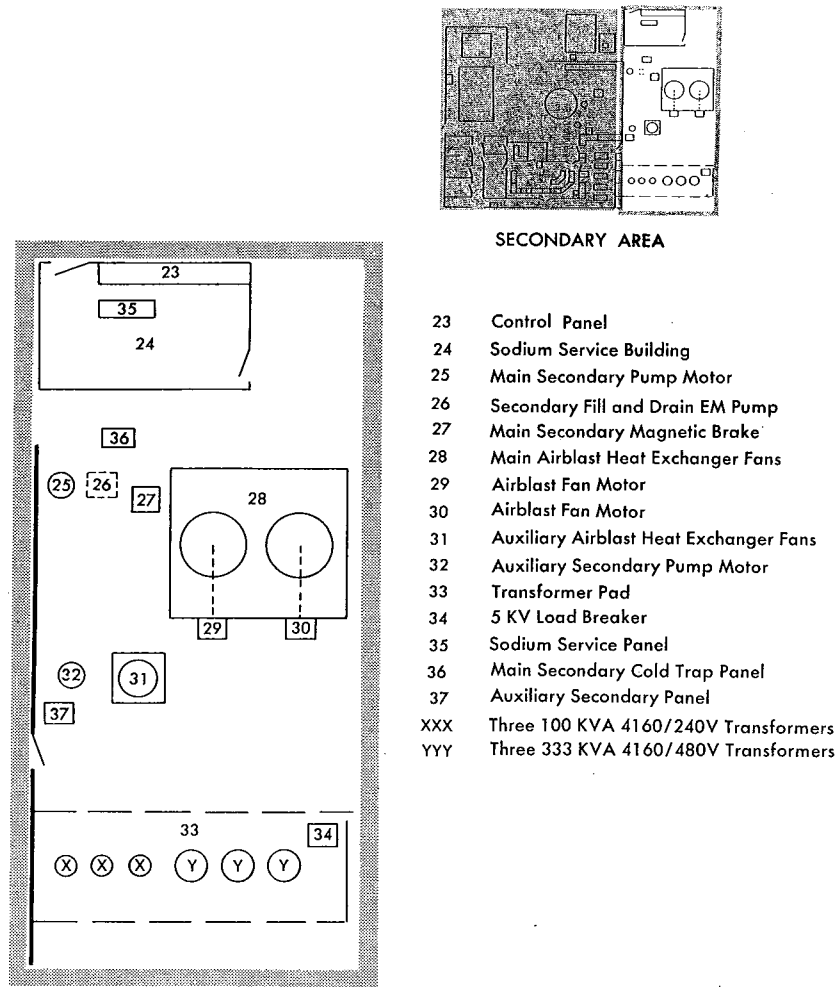 SECONDARY AREA
23 Control Panel
24 Sodium Service Building
25 Main Secondary Pump Motor
26 Secondary Fill and Drain EM Pump
27 Main Secondary Magnetic Brake
28 Main Airblast Heat Exchanger Fans
29 Airblast Fan Motor
30 Airblast Fan Motor
31 Auxiliary Airblast Heat Exchanger Fans
32 Auxiliary Secondary Pump Motor
33 Transformer Pad
34 5 KV Load Breaker
35 Sodium Service Panel
36 Main Secondary Cold Trap Panel
37 Auxiliary Secondary Panel
XXX Three 100 KVA 4160/240V Transformers
YYY Three 333 KVA 4160/480V Transformers
23
35
24
36
25 26 27 28
29 30
32 31
37
33 34
X X X Y Y Y